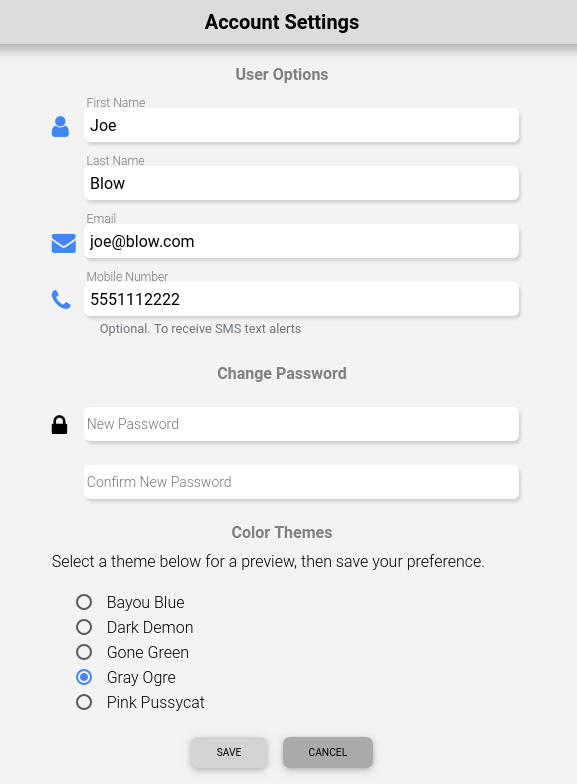 Account Settings
User Options
First Name
Joe
Last Name
Blow
Email
joe@blow.com
Mobile Number
5551112222
Optional. To receive SMS text alerts
Change Password
New Password
Confirm New Password
Color Themes
Select a theme below for a preview, then save your preference.
Bayou Blue
Dark Demon
Gone Green
Gray Ogre
Pink Pussycat
SAVE CANCEL